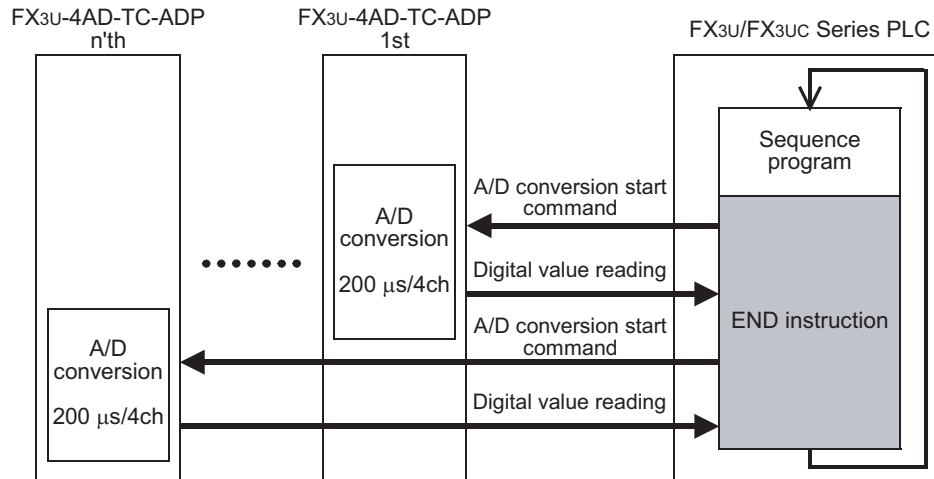 FX3U-4AD-TC-ADP
n'th
FX3U-4AD-TC-ADP
1st
FX3U/FX3UC Series PLC
Sequence
program
A/D conversion start
command
A/D
conversion
200 μs/4ch
Digital value reading
END instruction
A/D conversion start
command
A/D
conversion
200 μs/4ch
Digital value reading